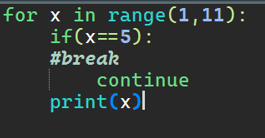 for x in range(1,11):
    if(x==5):
    #break
        continue
    print(x)